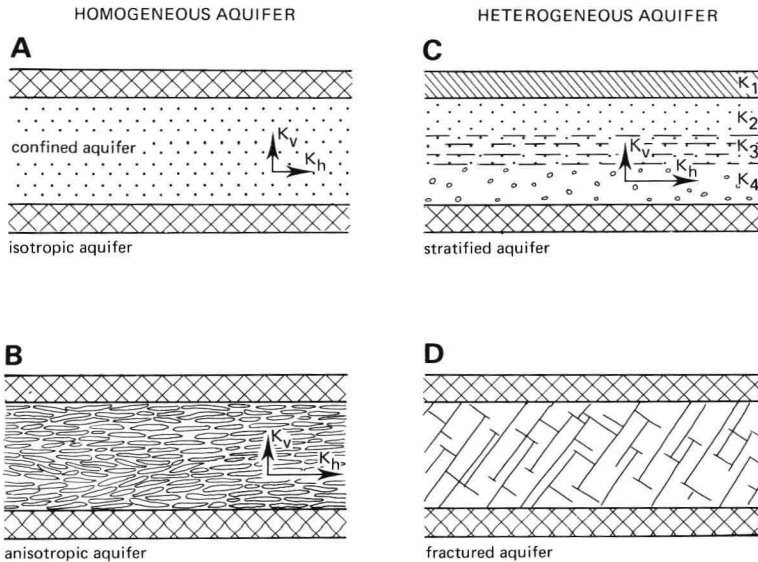 HOMOGENEOUS AQUIFER
HETEROGENEOUS AQUIFER
A
confined aquifer
Kv
Kh
isotropic aquifer
C
K1
K2
K3
Kv
Kh
K4
stratified aquifer
B
Kv
Kh
anisotropic aquifer
D
fractured aquifer